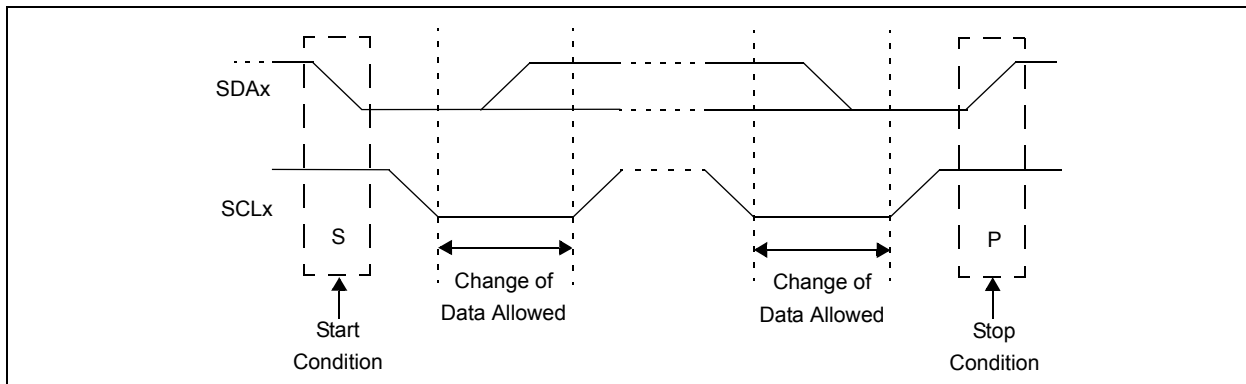 SDAx
SCLx
S
P
Change of
Data Allowed
Change of
Data Allowed
Start
Condition
Stop
Condition